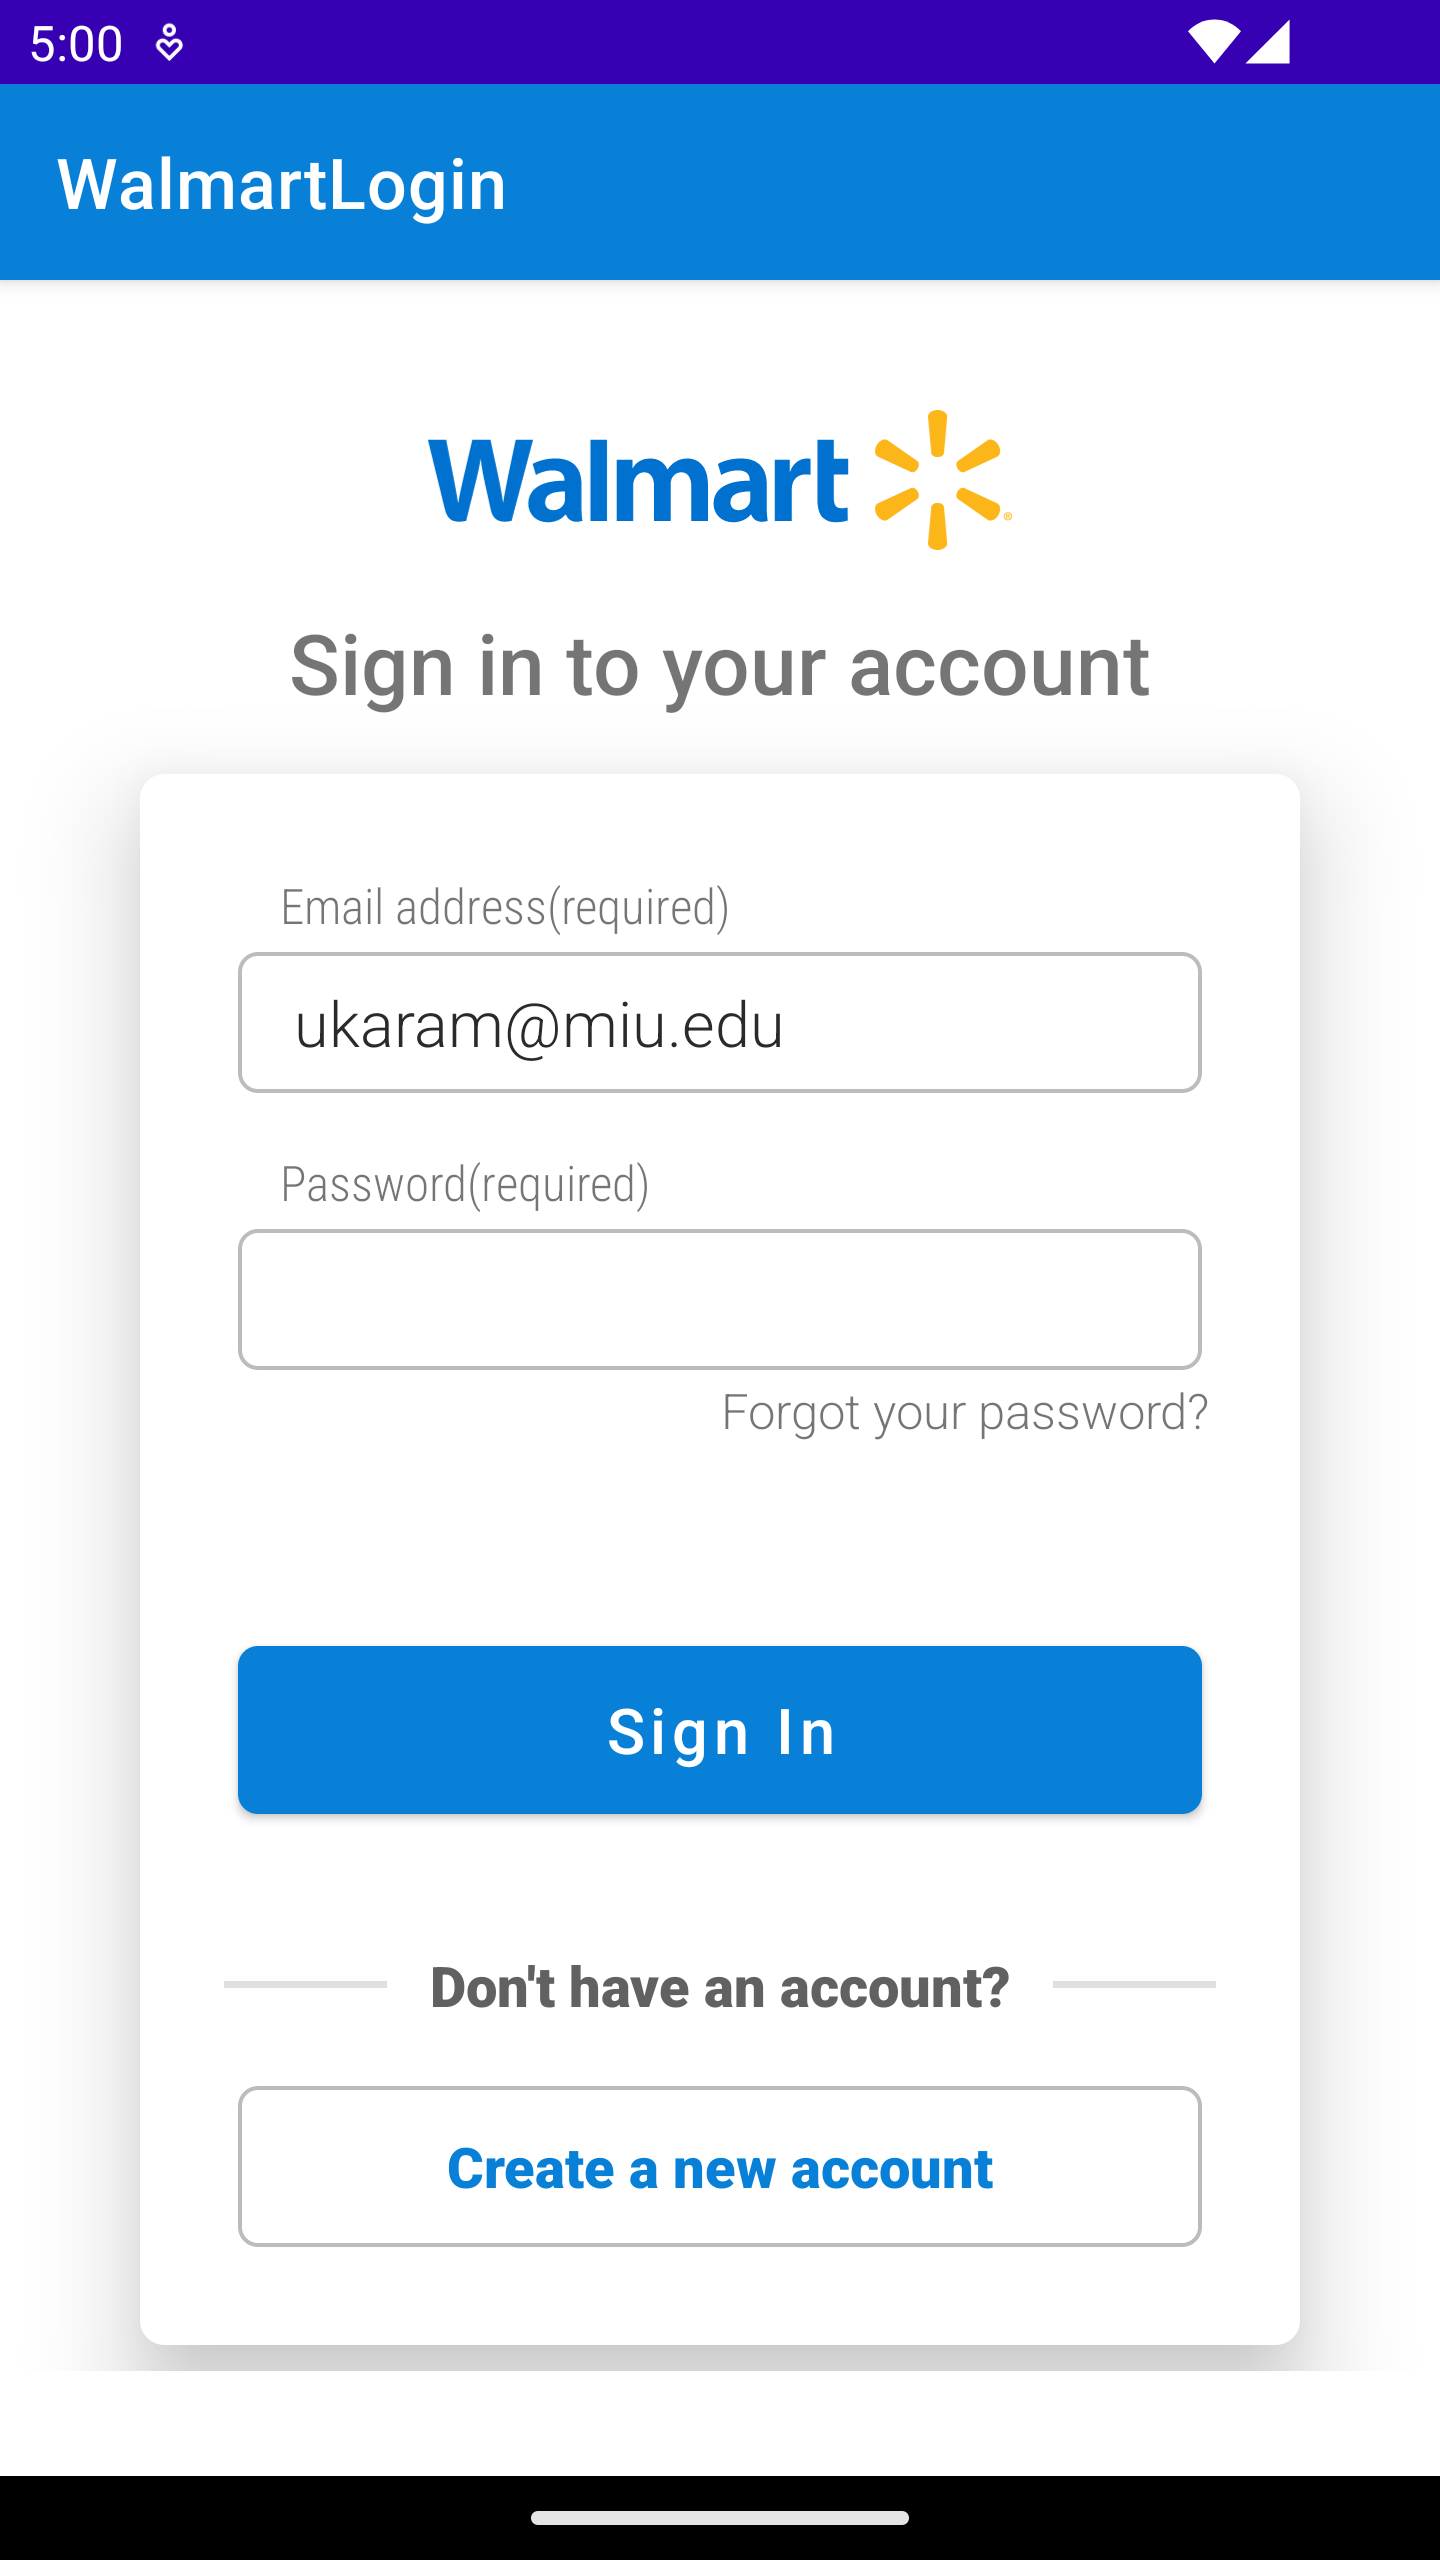 5:00
WalmartLogin
Walmart
Sign in to your account
Email address(required)
ukaram@miu.edu
Password(required)
Forgot your password?
Sign In
Don't have an account?
Create a new account